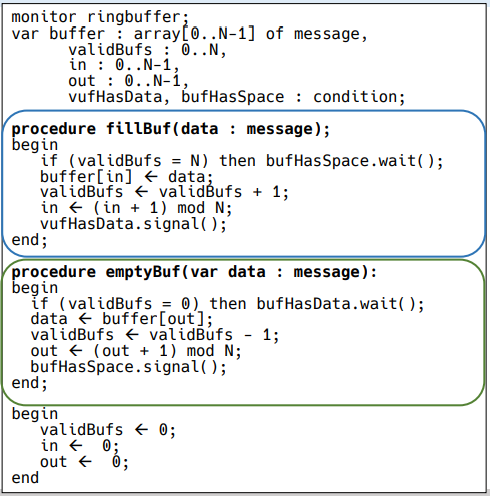 monitor ringbuffer;
var buffer : array[0..N-1] of message,
validBufs : 0..N,
in : 0..N-1,
out : 0..N-1,
vufHasData, bufHasSpace : condition;
procedure fillBuf(data : message);
begin
if (validBufs = N) then bufHasSpace.wait();
buffer[in] ← data;
validBufs ← validBufs + 1;
in ← (in + 1) mod N;
vufHasData.signal();
end;
procedure emptyBuf(var data : message):
begin
if (validBufs = 0) then bufHasData.wait();
data ← buffer[out];
validBufs ← validBufs - 1;
out ← (out + 1) mod N;
bufHasSpace.signal();
end;
begin
validBufs ← 0;
in ← 0;
out ← 0;
end